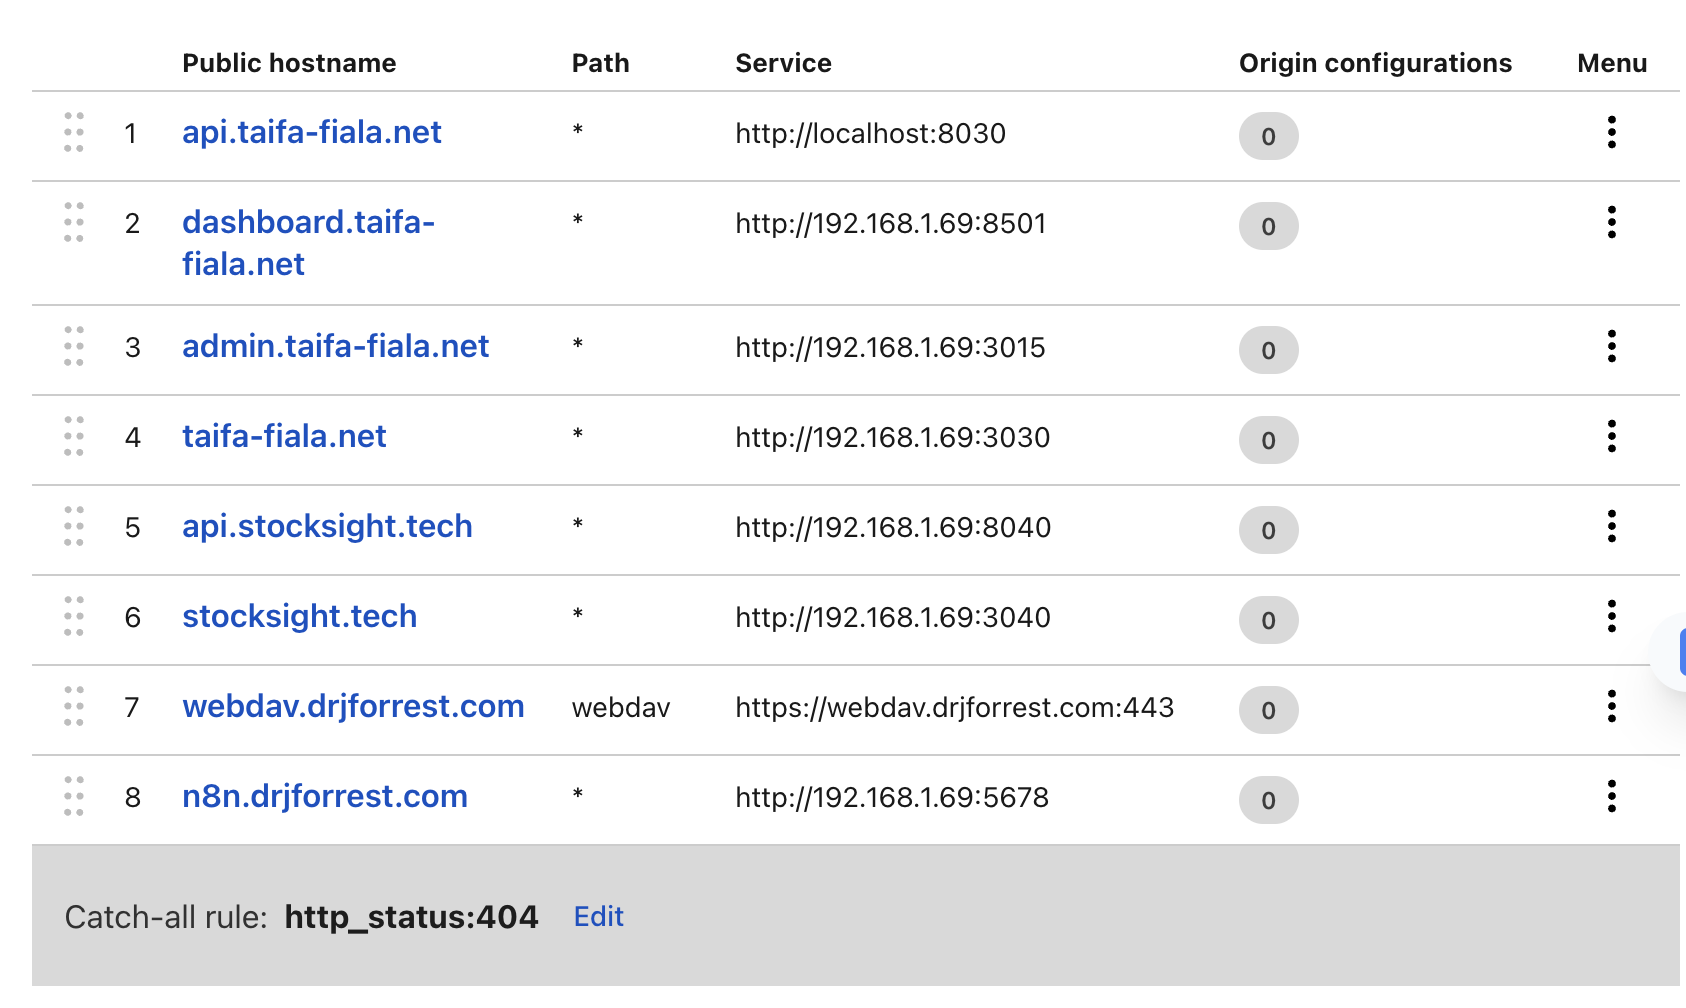 Public hostname Path Service Origin configurations Menu
1 api.taifa-fiala.net * http://localhost:8030 0
2 dashboard.taifa- * http://192.168.1.69:8501 0
fiala.net
3 admin.taifa-fiala.net * http://192.168.1.69:3015 0
4 taifa-fiala.net * http://192.168.1.69:3030 0
5 api.stocksight.tech * http://192.168.1.69:8040 0
6 stocksight.tech * http://192.168.1.69:3040 0
7 webdav.drjforrest.com webdav https://webdav.drjforrest.com:443 0
8 n8n.drjforrest.com * http://192.168.1.69:5678 0
Catch-all rule: http_status:404 Edit